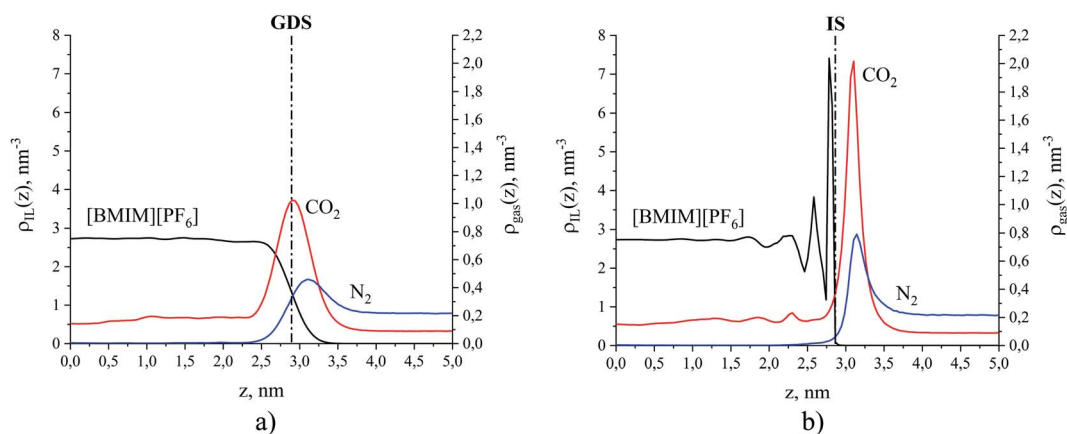 GDS
8
7
6
5
4
3
2
1
0
ρIL(z), nm-3
[BMIM][PF6]
CO2
N2
2,2
2,0
1,8
1,6
1,4
1,2
1,0
0,8
0,6
0,4
0,2
0,0
ρgas(z), nm-3
0,0 0,5 1,0 1,5 2,0 2,5 3,0 3,5 4,0 4,5 5,0
z, nm
a)
IS
8
7
6
5
4
3
2
1
0
ρIL(z), nm-3
[BMIM][PF6]
CO2
N2
2,2
2,0
1,8
1,6
1,4
1,2
1,0
0,8
0,6
0,4
0,2
0,0
ρgas(z), nm-3
0,0 0,5 1,0 1,5 2,0 2,5 3,0 3,5 4,0 4,5 5,0
z, nm
b)